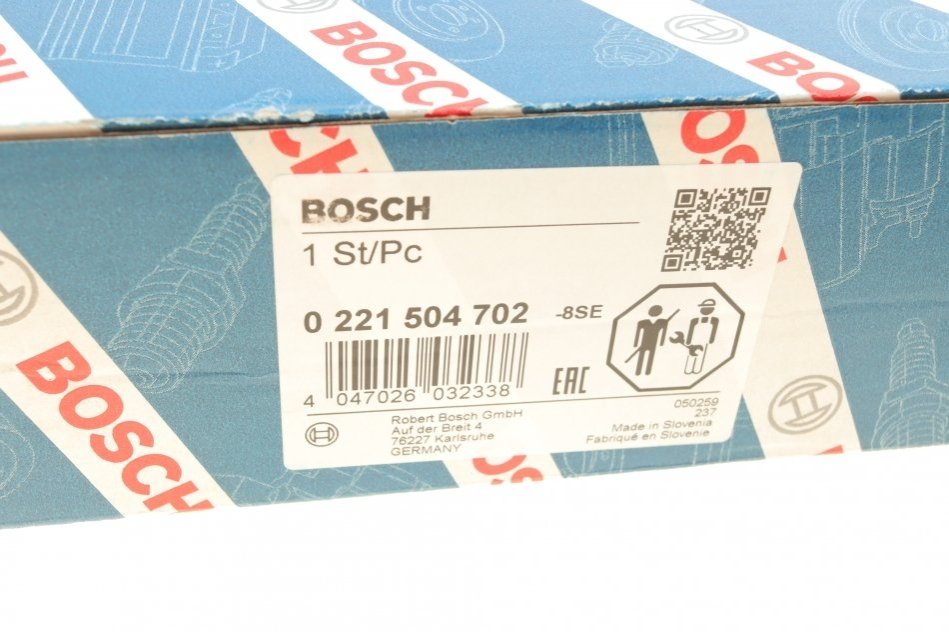 BOSCH
BOSCH
BOSCH
1 St/Pc
0 221 504 702 -8SE
4 047026 032338
EAC
Robert Bosch GmbH
Auf der Breit 4
76227 Karlsruhe
GERMANY
050259
237
Made in Slovenia
Fabriqué en Slovenie
BOSCH